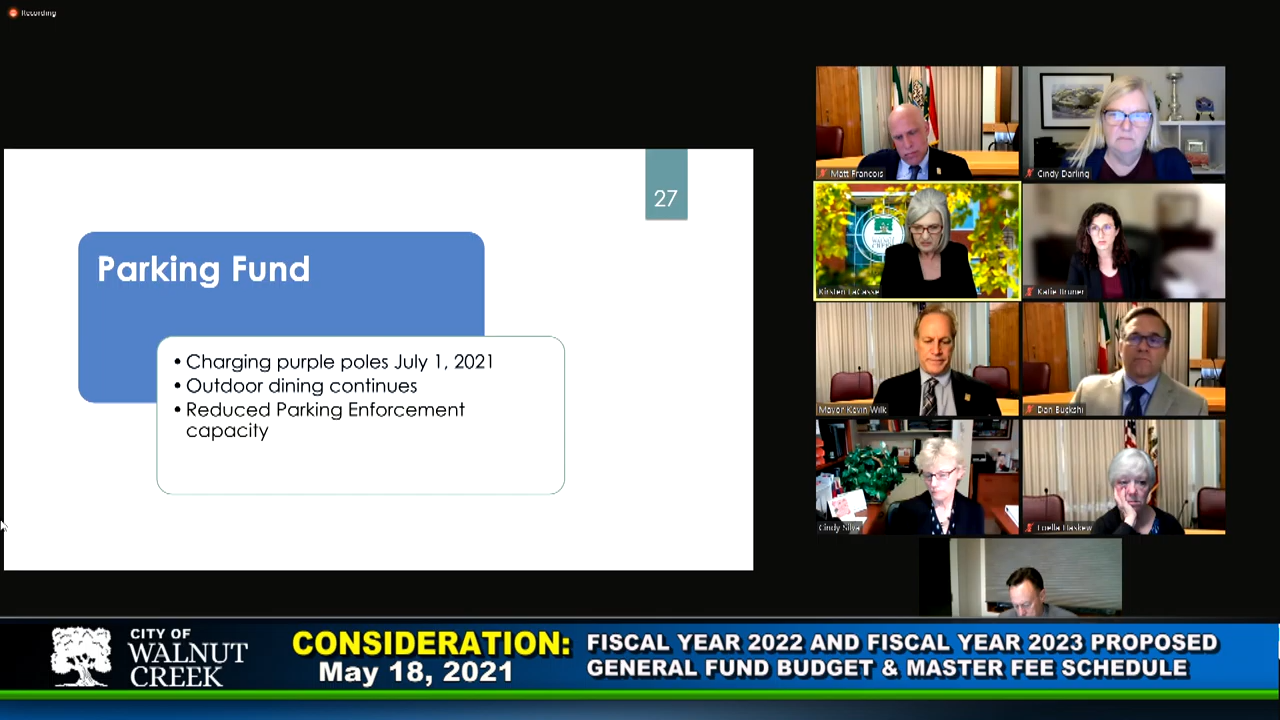 Recording
27
Parking Fund
• Charging purple poles July 1, 2021
• Outdoor dining continues
• Reduced Parking Enforcement
capacity
Matt Francois
Cindy Darling
WALNUT
CREEK
Kirsten LaCasse
Katie Bruner
Mayor Kevin Wilk
Dan Buckshi
Cindy Silva
Loella Haskew
CITY OF
WALNUT
CREEK
CONSIDERATION:
May 18, 2021
FISCAL YEAR 2022 AND FISCAL YEAR 2023 PROPOSED
GENERAL FUND BUDGET & MASTER FEE SCHEDULE